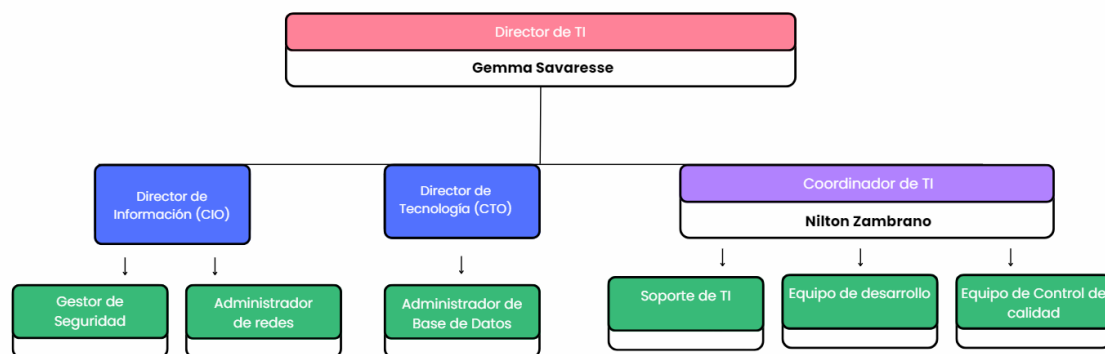 Director de TI
Gemma Savaresse
Director de
Información (CIO)
Director de
Tecnología (CTO)
Coordinador de TI
Nilton Zambrano
Gestor de
Seguridad
Administrador
de redes
Administrador de
Base de Datos
Soporte de TI
Equipo de desarrollo
Equipo de Control de
calidad